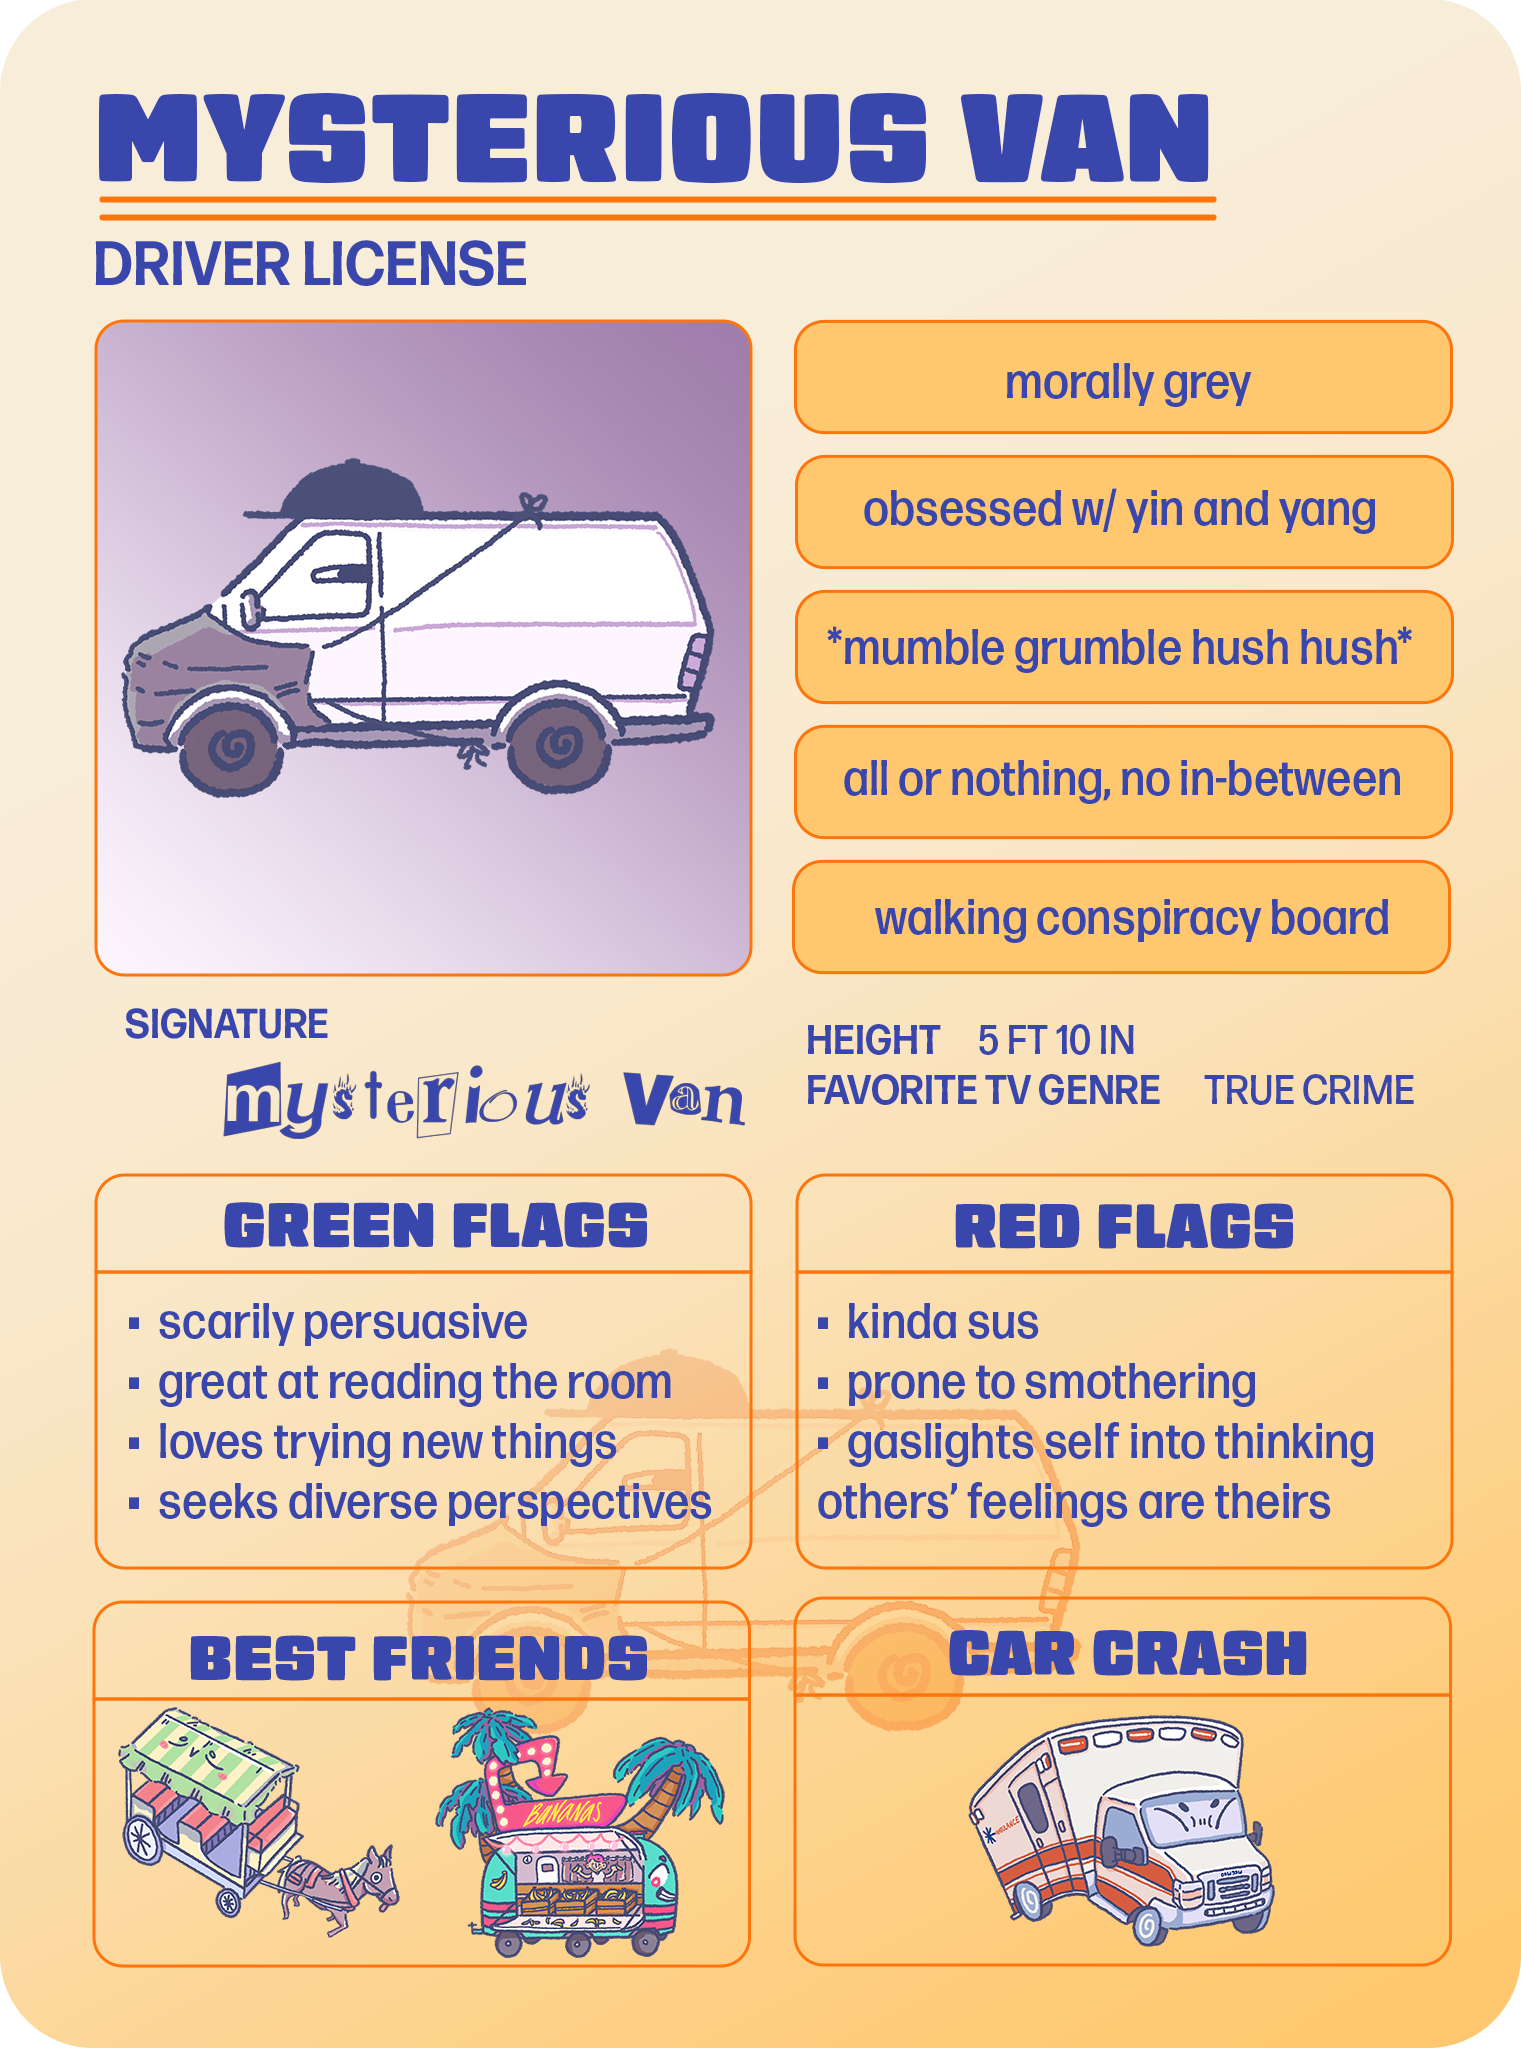 MYSTERIOUS VAN
DRIVER LICENSE
morally grey
obsessed w/ yin and yang
*mumble grumble hush hush*
all or nothing, no in-between
walking conspiracy board
SIGNATURE
mysterious Van
HEIGHT 5 FT 10 IN
FAVORITE TV GENRE TRUE CRIME
GREEN FLAGS
▪ scarily persuasive
▪ great at reading the room
▪ loves trying new things
▪ seeks diverse perspectives
RED FLAGS
▪ kinda sus
▪ prone to smothering
▪ gaslights self into thinking
others’ feelings are theirs
BEST FRIENDS
BANANAS
CAR CRASH